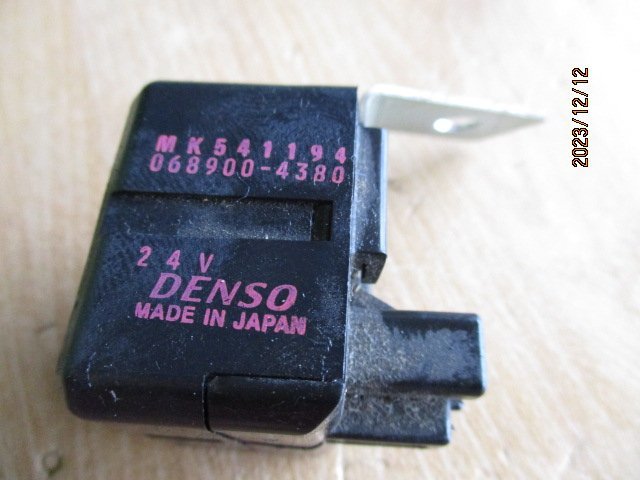 MK541194
068900-4380
24V
DENSO
MADE IN JAPAN
2023/12/12